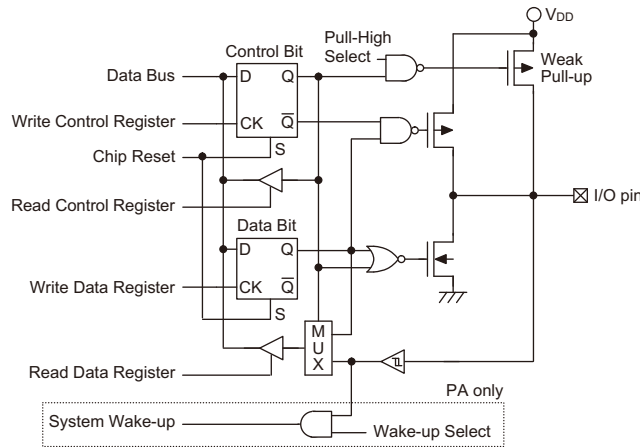 V_DD
Pull-High
Select
Weak
Pull-up
Control Bit
Data Bus
D
Q
Write Control Register
CK
Q̅
Chip Reset
S
Read Control Register
I/O pin
Data Bit
D
Q
Write Data Register
CK
Q̅
S
M
U
X
Read Data Register
PA only
System Wake-up
Wake-up Select